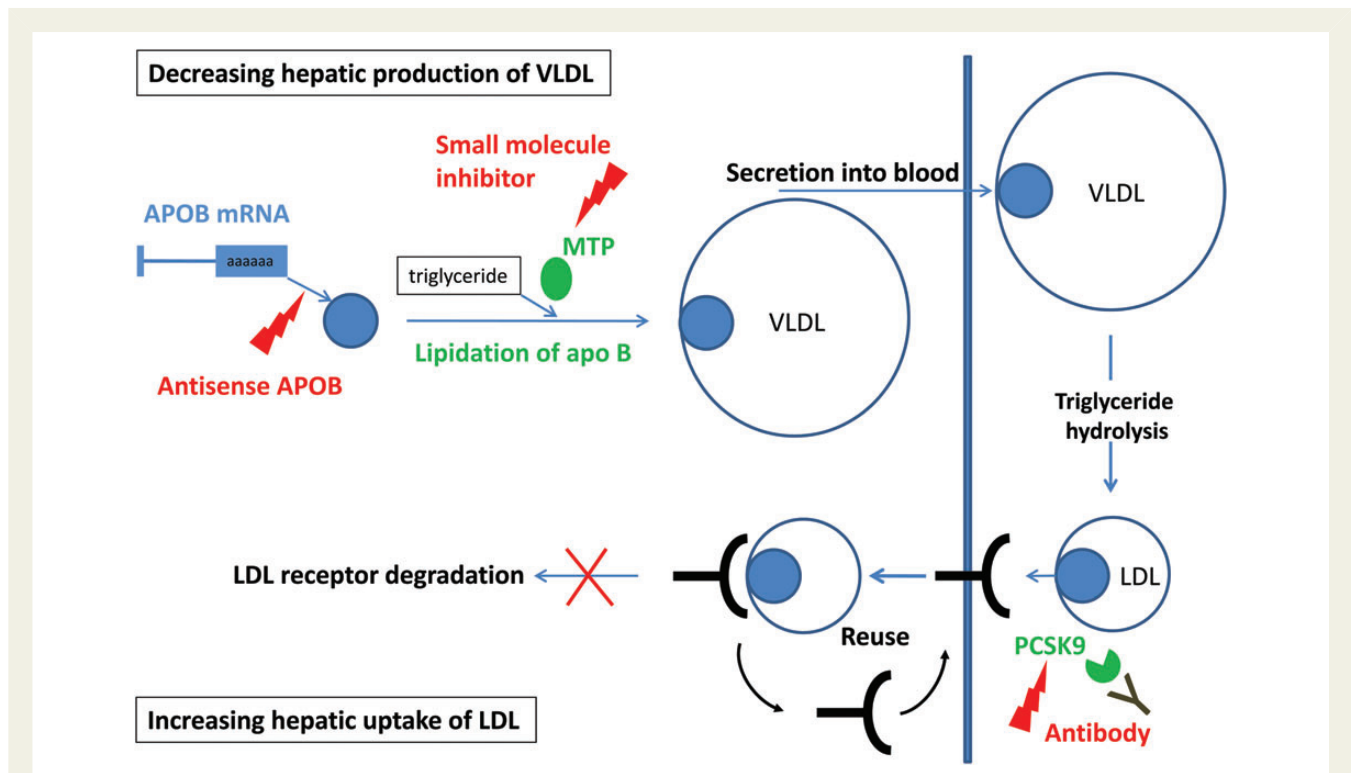 Decreasing hepatic production of VLDL
Small molecule
inhibitor
Secretion into blood
VLDL
APOB mRNA
aaaaaa
MTP
triglyceride
VLDL
Lipidation of apo B
Antisense APOB
Triglyceride
hydrolysis
LDL receptor degradation
LDL
Reuse
PCSK9
Increasing hepatic uptake of LDL
Antibody